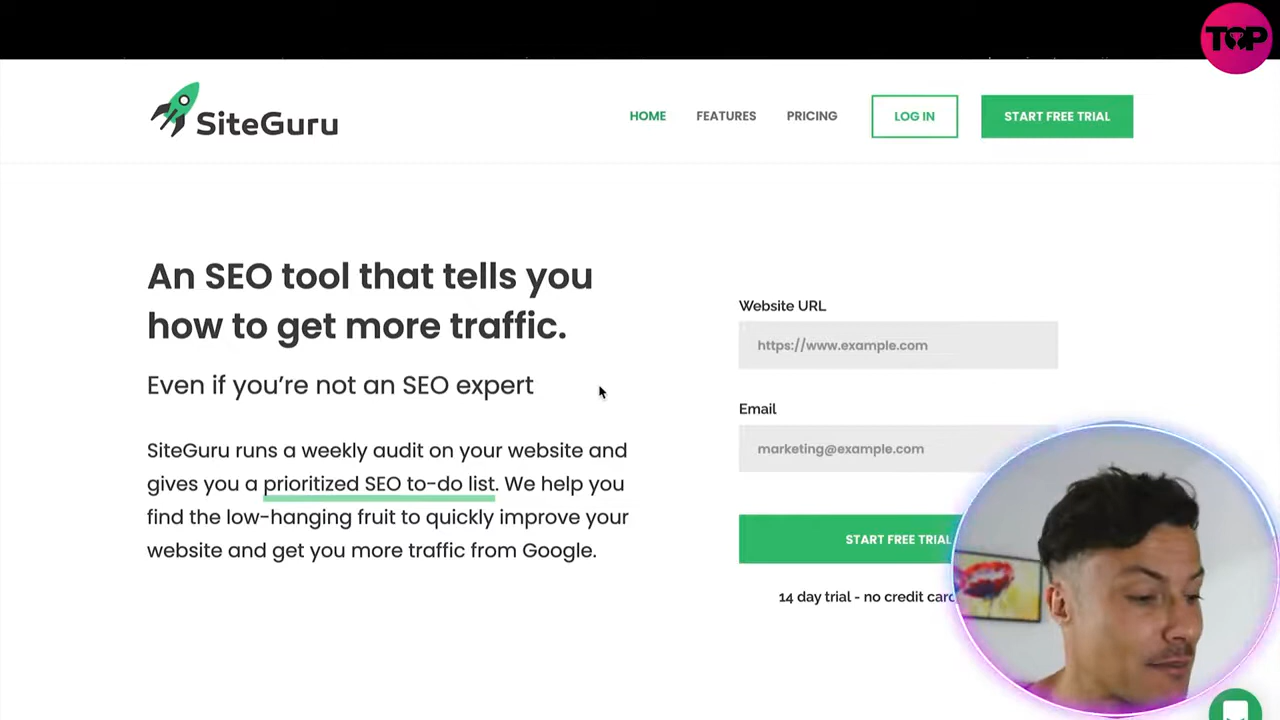 TOP
SiteGuru
HOME
FEATURES
PRICING
LOG IN
START FREE TRIAL
An SEO tool that tells you
how to get more traffic.
Even if you're not an SEO expert
SiteGuru runs a weekly audit on your website and
gives you a prioritized SEO to-do list. We help you
find the low-hanging fruit to quickly improve your
website and get you more traffic from Google.
Website URL
https://www.example.com
Email
marketing@example.com
START FREE TRIAL
14 day trial - no credit card